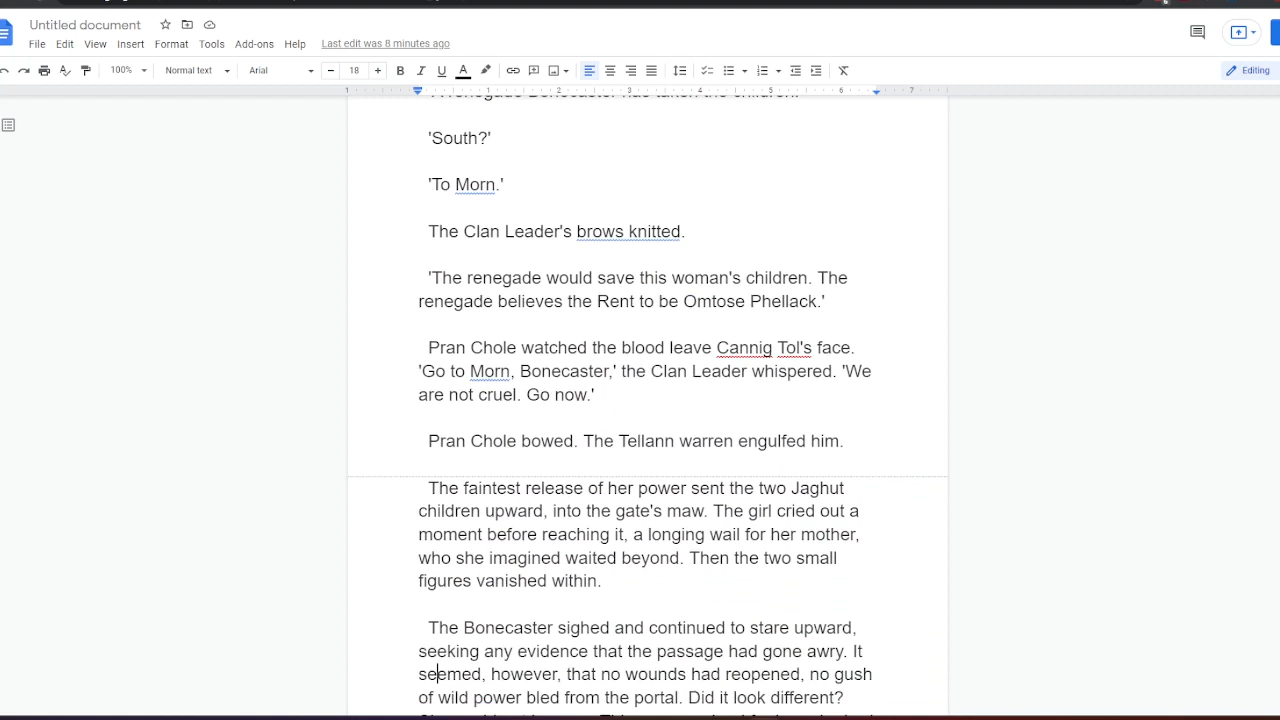 Untitled document
File Edit View Insert Format Tools Add-ons Help Last edit was 8 minutes ago
100% Normal text Arial 18 B I U A Editing
1 1 2 3 4 5 6 7
'South?'
'To Morn.'
The Clan Leader's brows knitted.
'The renegade would save this woman's children. The
renegade believes the Rent to be Omtose Phellack.'
Pran Chole watched the blood leave Cannig Tol's face.
'Go to Morn, Bonecaster,' the Clan Leader whispered. 'We
are not cruel. Go now.'
Pran Chole bowed. The Tellann warren engulfed him.
The faintest release of her power sent the two Jaghut
children upward, into the gate's maw. The girl cried out a
moment before reaching it, a longing wail for her mother,
who she imagined waited beyond. Then the two small
figures vanished within.
The Bonecaster sighed and continued to stare upward,
seeking any evidence that the passage had gone awry. It
seemed, however, that no wounds had reopened, no gush
of wild power bled from the portal. Did it look different?